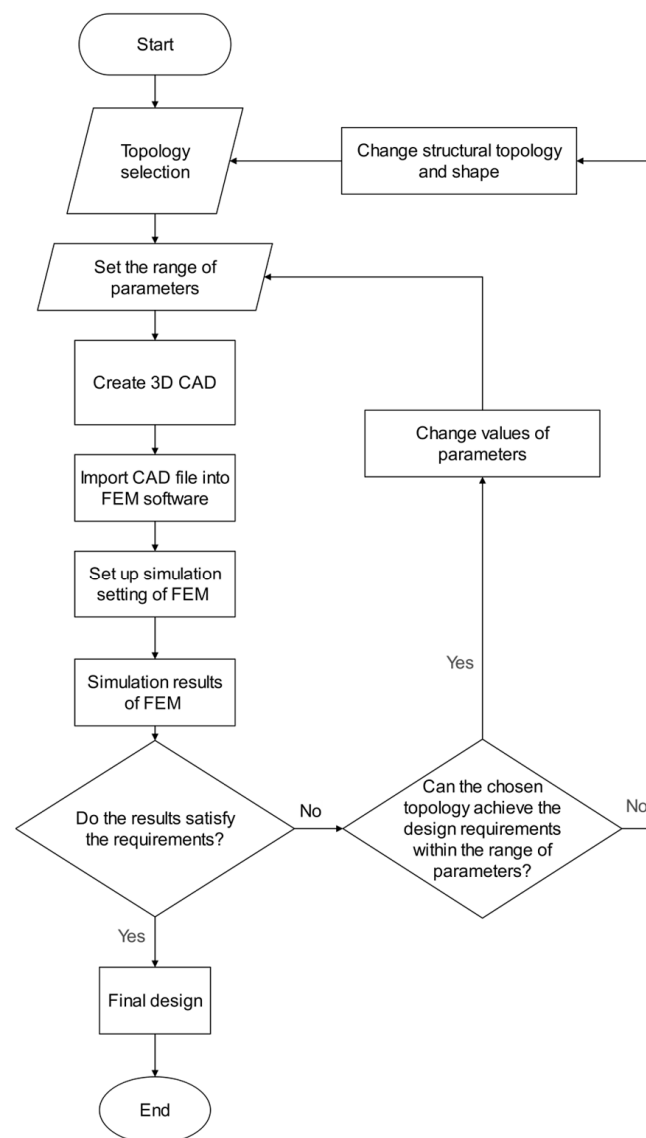 Start
Topology
selection
Change structural topology
and shape
Set the range of
parameters
Create 3D CAD
Change values of
parameters
Import CAD file into
FEM software
Set up simulation
setting of FEM
Yes
Simulation results
of FEM
Do the results satisfy
the requirements?
No
Can the chosen
topology achieve the
design requirements
within the range of
parameters?
No
Yes
Final design
End